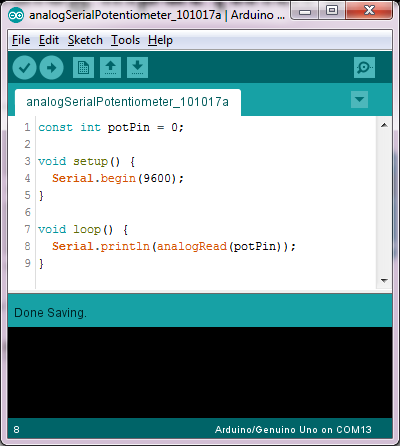 analogSerialPotentiometer_101017a | Arduino ...
File Edit Sketch Tools Help
analogSerialPotentiometer_101017a
1 const int potPin = 0;
2
3 void setup() {
4   Serial.begin(9600);
5 }
6
7 void loop() {
8   Serial.println(analogRead(potPin));
9 }
Done Saving.
8 Arduino/Genuino Uno on COM13